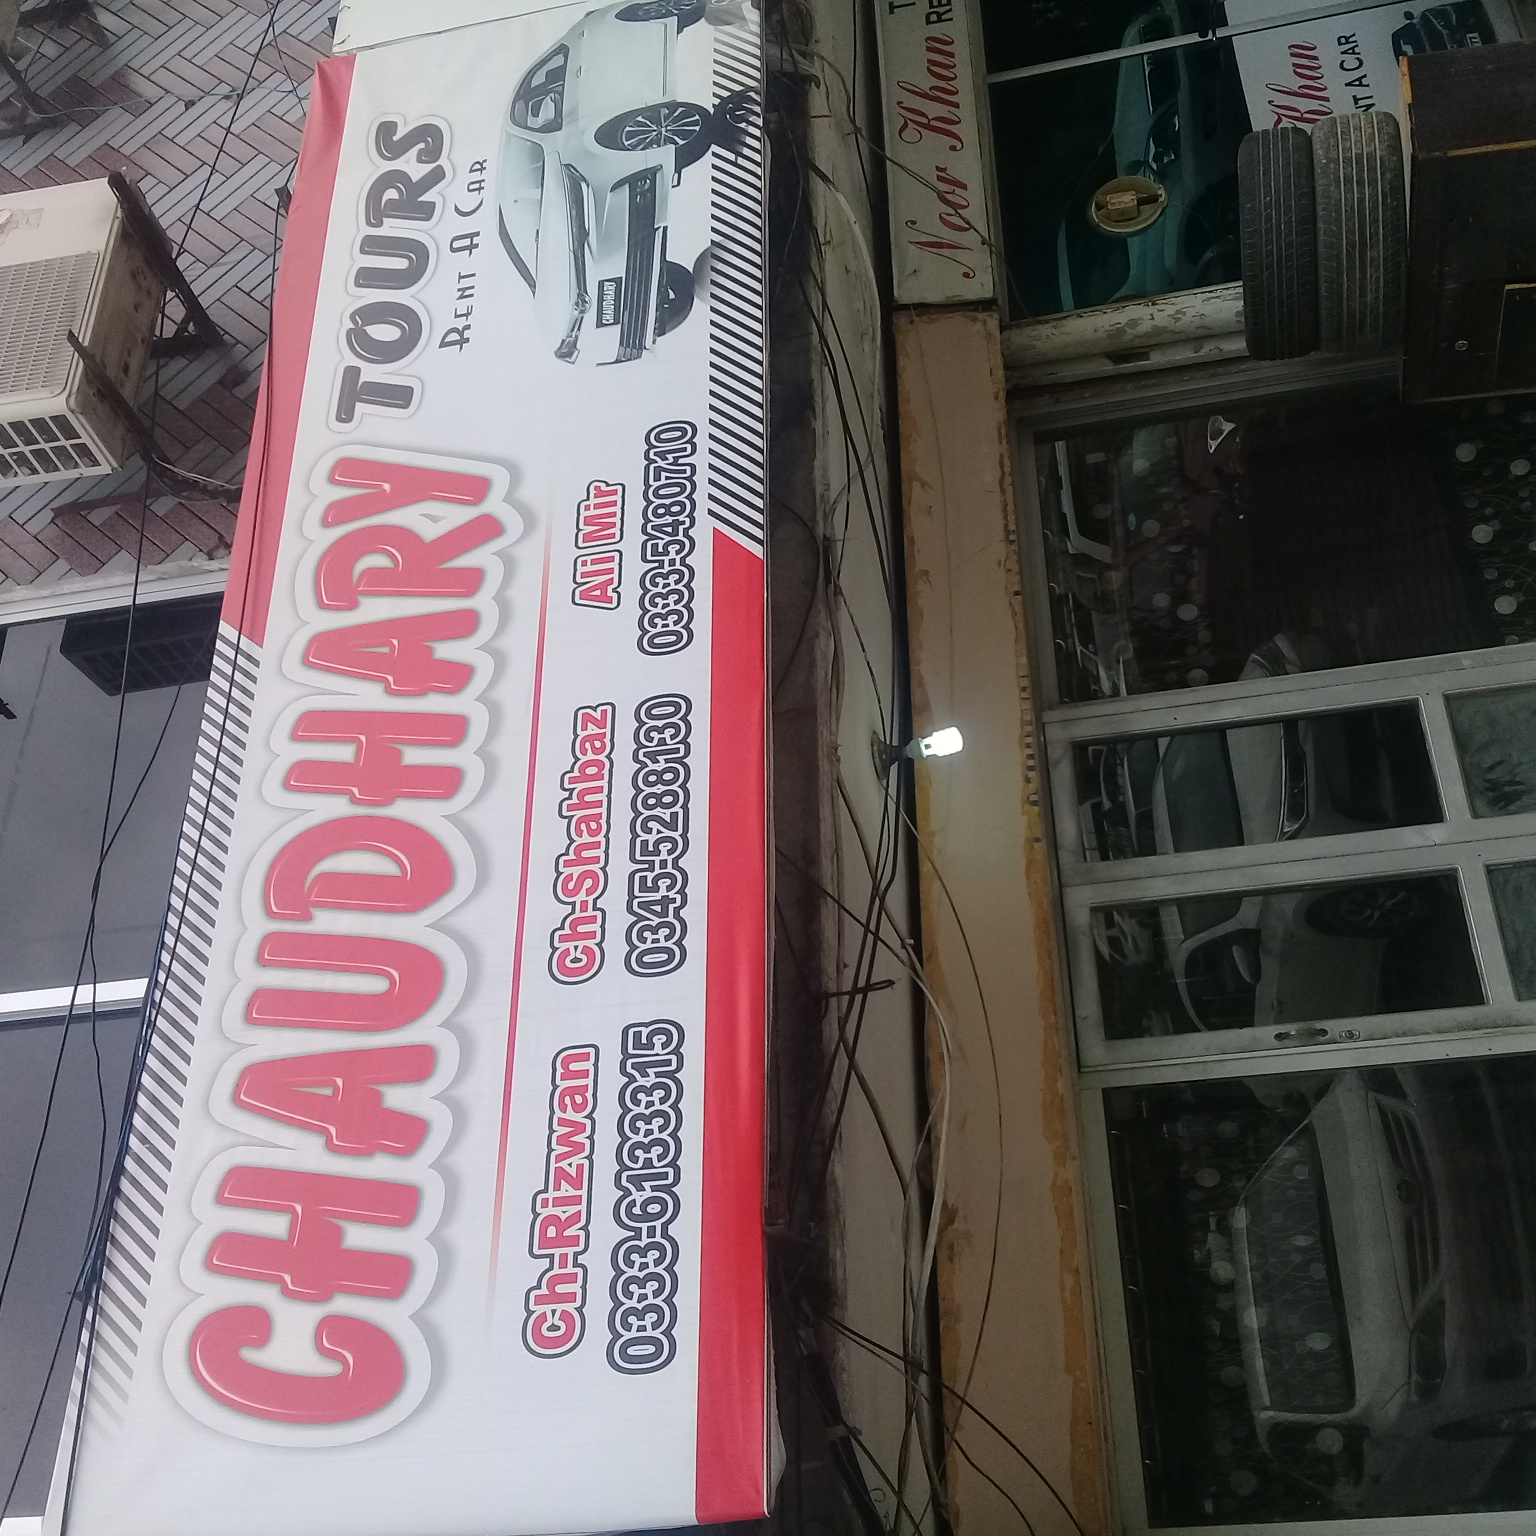 CHAUDHARY TOURS
RENT A CAR
CHAUDHARY
Ch-Rizwan
0333-6133315
Ch-Shahbaz
0345-5288130
Ali Mir
0333-5480710
Noor Khan RE
Khan
NT A CAR